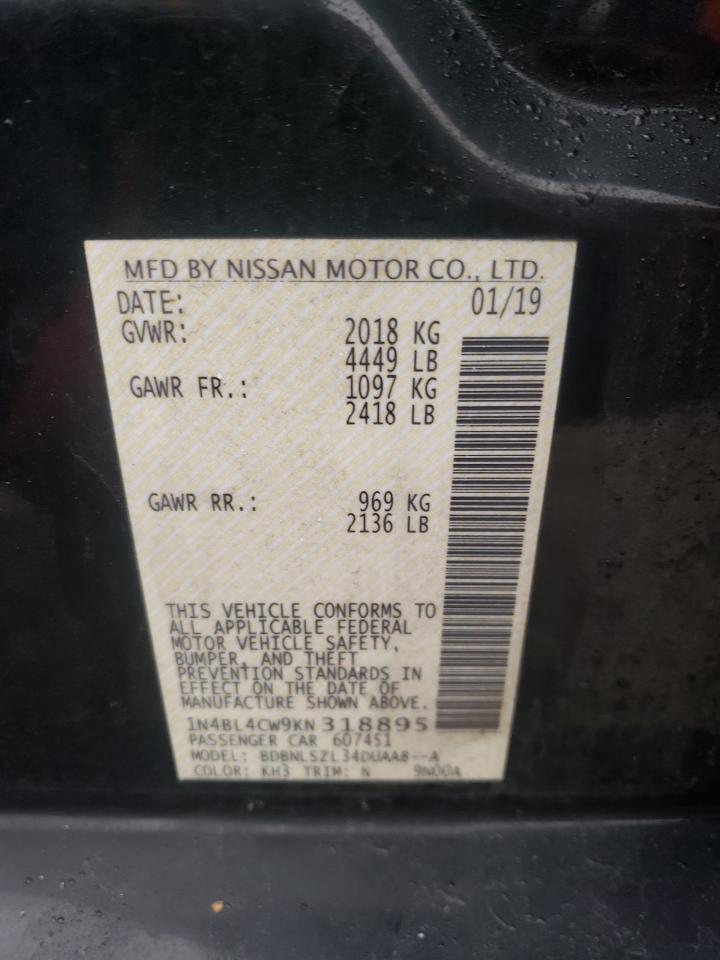 MFD BY NISSAN MOTOR CO., LTD.
DATE: 01/19
GVWR: 2018 KG
4449 LB
GAWR FR.: 1097 KG
2418 LB
GAWR RR.: 969 KG
2136 LB
THIS VEHICLE CONFORMS TO
ALL APPLICABLE FEDERAL
MOTOR VEHICLE SAFETY,
BUMPER, AND THEFT
PREVENTION STANDARDS IN
EFFECT ON THE DATE OF
MANUFACTURE SHOWN ABOVE.
1N4BL4CW9KN318895
PASSENGER CAR 607451
MODEL: BDBNLSZL34DUAA8--A
COLOR: KH3 TRIM: N 9N00A